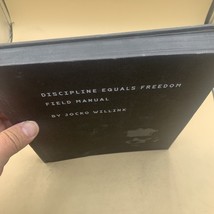 DISCIPLINE EQUALS FREEDOM
FIELD MANUAL
BY JOCKO WILLINK